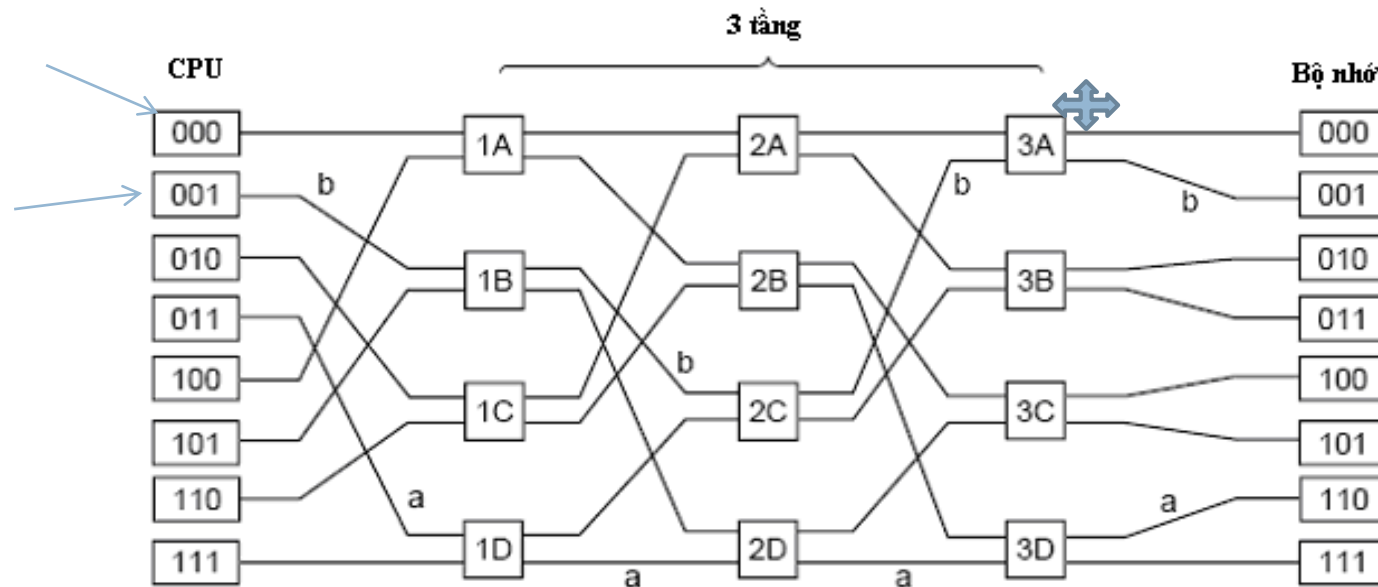 3 tầng
CPU
Bộ nhớ
000 1A 2A 3A 000
001 b b b 001
010 1B 2B 3B 010
011 011
100 b 100
101 1C 2C 3C 101
110 a a 110
111 1D 2D 3D 111
a a